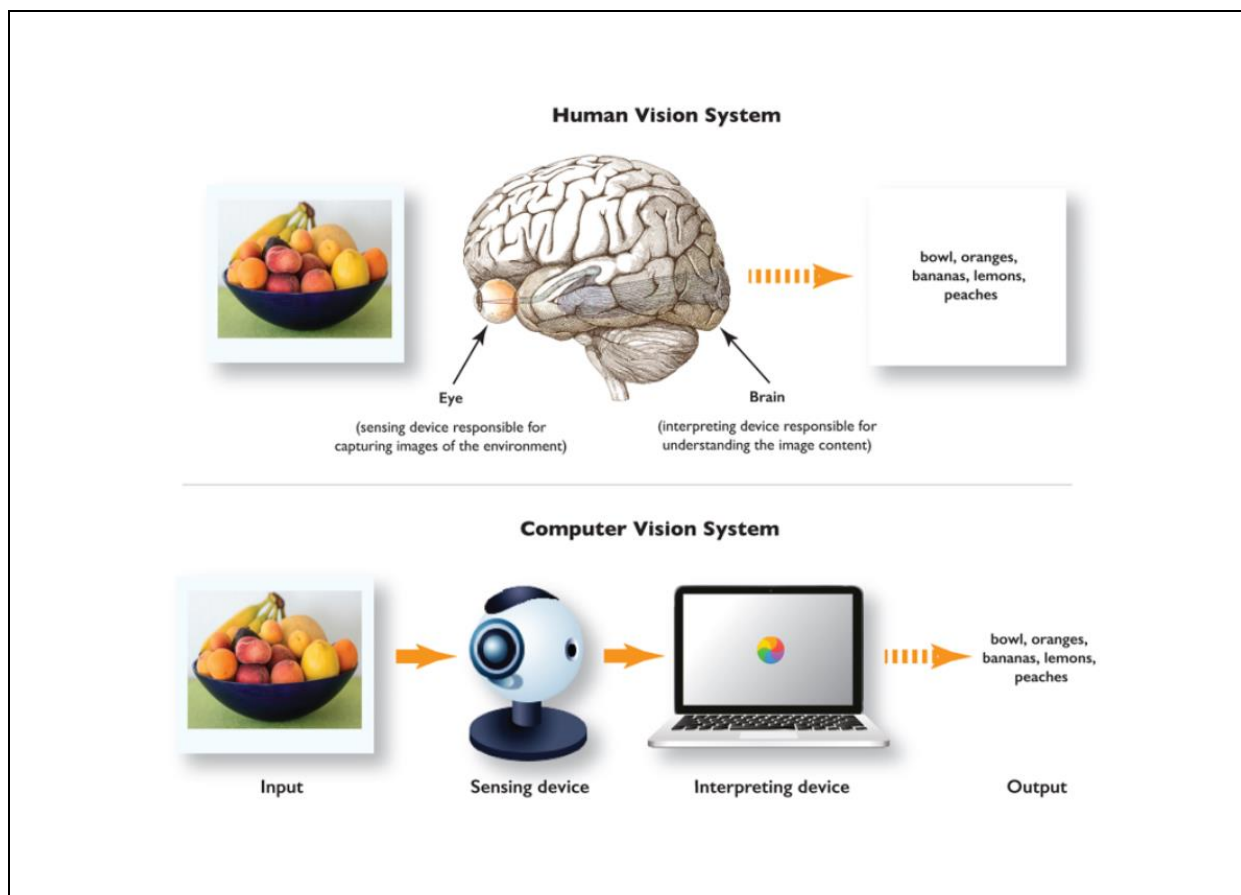 Human Vision System
bowl, oranges,
bananas, lemons,
peaches
Eye
(sensing device responsible for
capturing images of the environment)
Brain
(interpreting device responsible for
understanding the image content)
Computer Vision System
bowl, oranges,
bananas, lemons,
peaches
Input
Sensing device
Interpreting device
Output